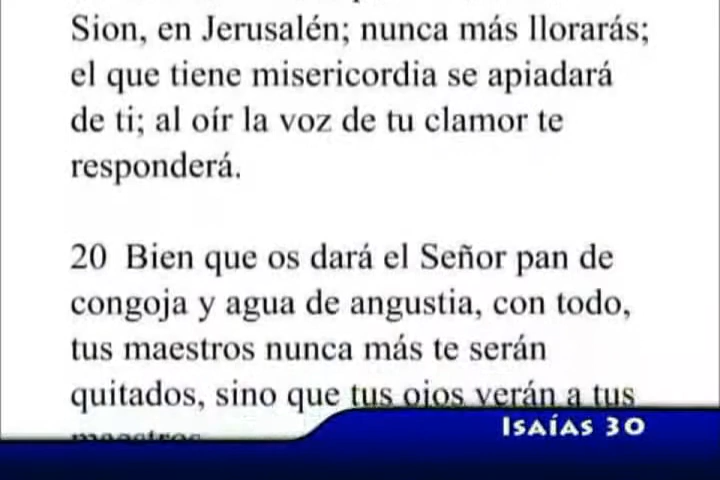 Sion, en Jerusalén; nunca más llorarás;
el que tiene misericordia se apiadará
de ti; al oír la voz de tu clamor te
responderá.
20 Bien que os dará el Señor pan de
congoja y agua de angustia, con todo,
tus maestros nunca más te serán
quitados, sino que tus ojos verán a tus
maestros
Isaías 30